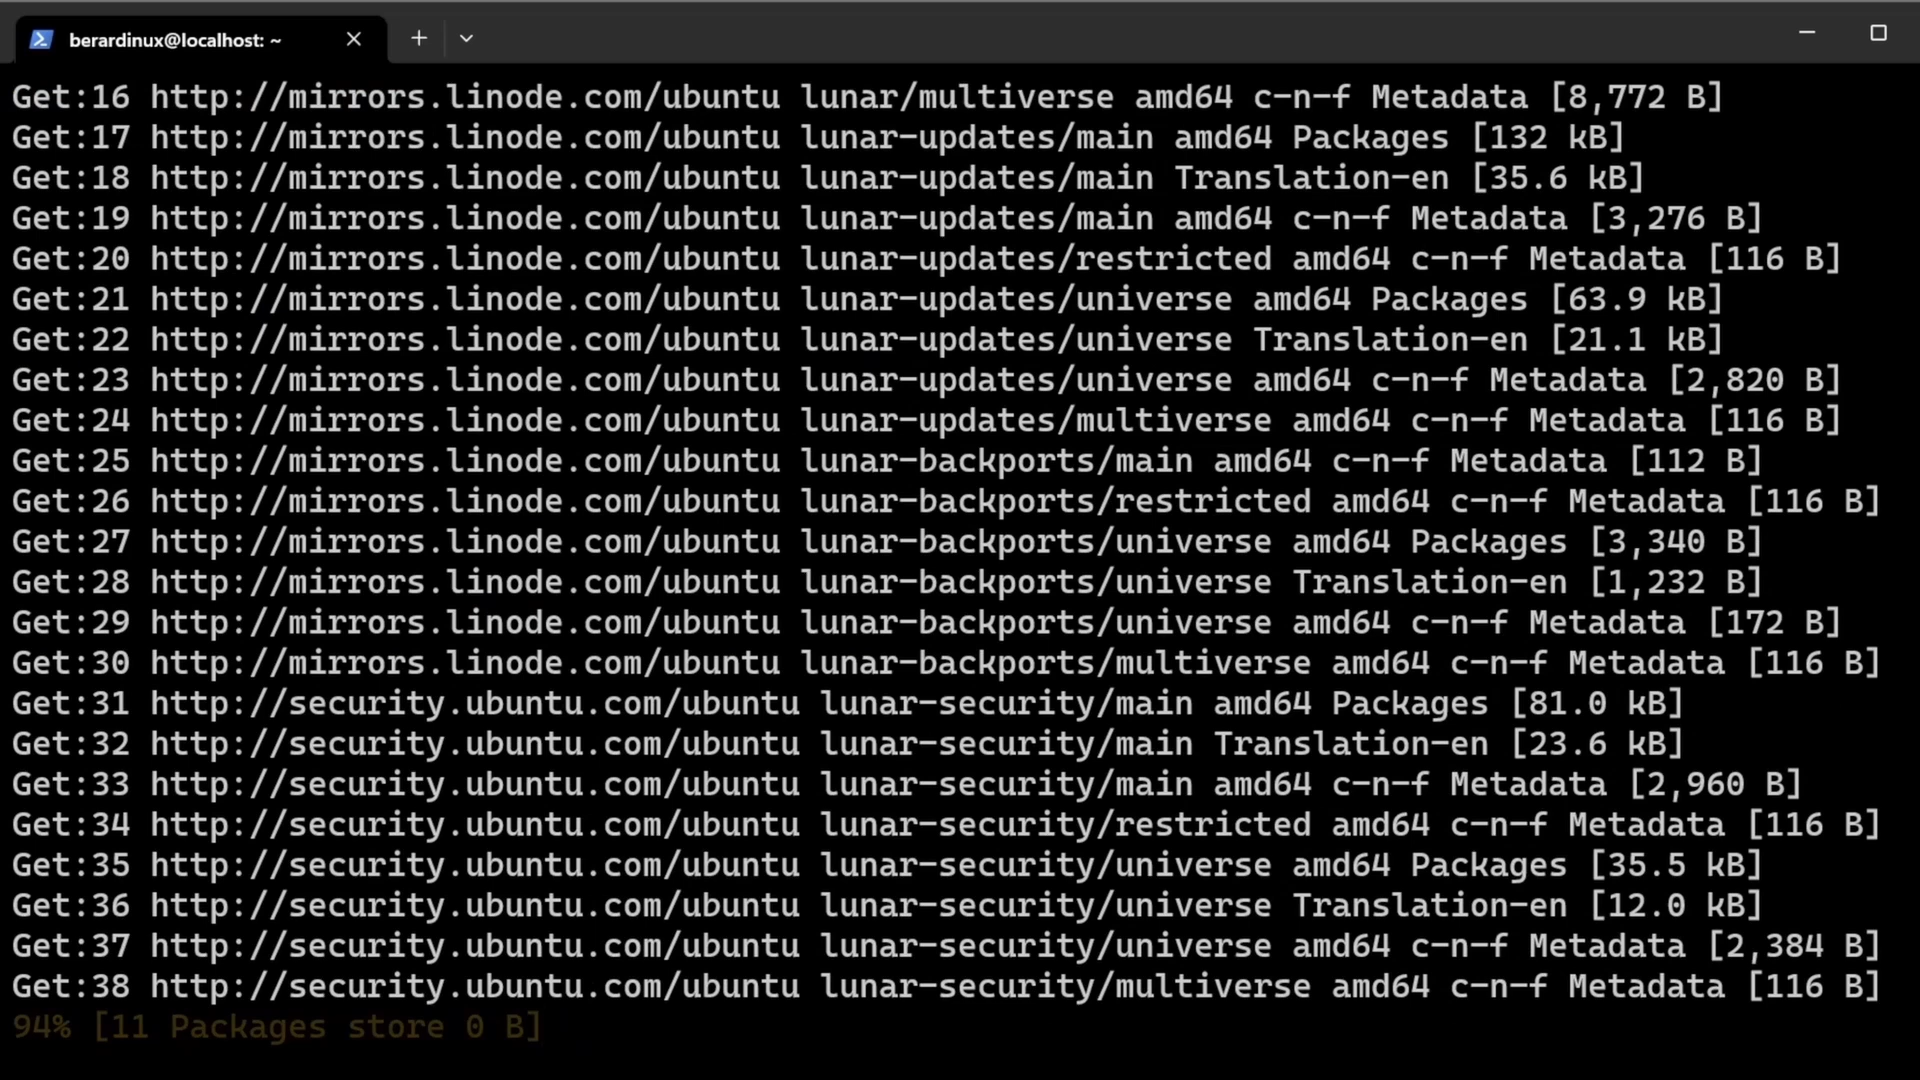 berardinux@localhost: ~
Get:16 http://mirrors.linode.com/ubuntu lunar/multiverse amd64 c-n-f Metadata [8,772 B]
Get:17 http://mirrors.linode.com/ubuntu lunar-updates/main amd64 Packages [132 kB]
Get:18 http://mirrors.linode.com/ubuntu lunar-updates/main Translation-en [35.6 kB]
Get:19 http://mirrors.linode.com/ubuntu lunar-updates/main amd64 c-n-f Metadata [3,276 B]
Get:20 http://mirrors.linode.com/ubuntu lunar-updates/restricted amd64 c-n-f Metadata [116 B]
Get:21 http://mirrors.linode.com/ubuntu lunar-updates/universe amd64 Packages [63.9 kB]
Get:22 http://mirrors.linode.com/ubuntu lunar-updates/universe Translation-en [21.1 kB]
Get:23 http://mirrors.linode.com/ubuntu lunar-updates/universe amd64 c-n-f Metadata [2,820 B]
Get:24 http://mirrors.linode.com/ubuntu lunar-updates/multiverse amd64 c-n-f Metadata [116 B]
Get:25 http://mirrors.linode.com/ubuntu lunar-backports/main amd64 c-n-f Metadata [112 B]
Get:26 http://mirrors.linode.com/ubuntu lunar-backports/restricted amd64 c-n-f Metadata [116 B]
Get:27 http://mirrors.linode.com/ubuntu lunar-backports/universe amd64 Packages [3,340 B]
Get:28 http://mirrors.linode.com/ubuntu lunar-backports/universe Translation-en [1,232 B]
Get:29 http://mirrors.linode.com/ubuntu lunar-backports/universe amd64 c-n-f Metadata [172 B]
Get:30 http://mirrors.linode.com/ubuntu lunar-backports/multiverse amd64 c-n-f Metadata [116 B]
Get:31 http://security.ubuntu.com/ubuntu lunar-security/main amd64 Packages [81.0 kB]
Get:32 http://security.ubuntu.com/ubuntu lunar-security/main Translation-en [23.6 kB]
Get:33 http://security.ubuntu.com/ubuntu lunar-security/main amd64 c-n-f Metadata [2,960 B]
Get:34 http://security.ubuntu.com/ubuntu lunar-security/restricted amd64 c-n-f Metadata [116 B]
Get:35 http://security.ubuntu.com/ubuntu lunar-security/universe amd64 Packages [35.5 kB]
Get:36 http://security.ubuntu.com/ubuntu lunar-security/universe Translation-en [12.0 kB]
Get:37 http://security.ubuntu.com/ubuntu lunar-security/universe amd64 c-n-f Metadata [2,384 B]
Get:38 http://security.ubuntu.com/ubuntu lunar-security/multiverse amd64 c-n-f Metadata [116 B]
94% [11 Packages store 0 B]